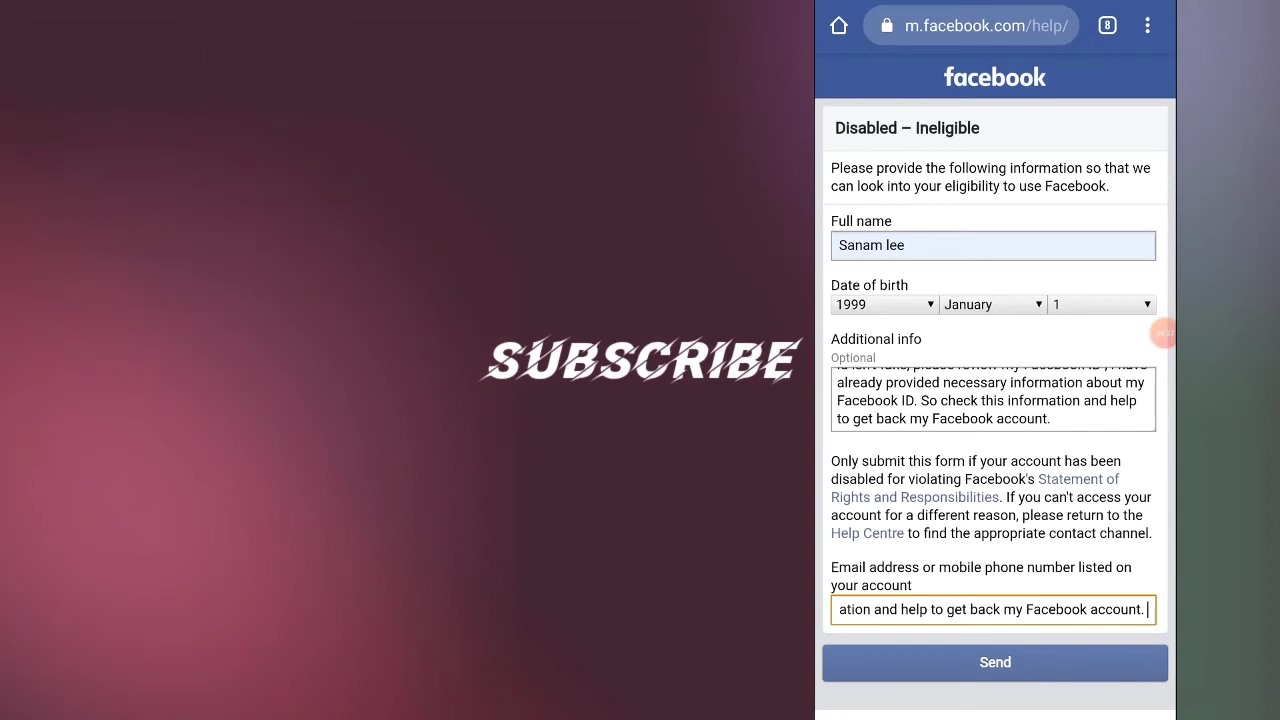 SUBSCRIBE
m.facebook.com/help/
8
facebook
Disabled – Ineligible
Please provide the following information so that we
can look into your eligibility to use Facebook.
Full name
Sanam lee
Date of birth
1999 January 1
Additional info
Optional
already provided necessary information about my
Facebook ID. So check this information and help
to get back my Facebook account.
Only submit this form if your account has been
disabled for violating Facebook's Statement of
Rights and Responsibilities. If you can't access your
account for a different reason, please return to the
Help Centre to find the appropriate contact channel.
Email address or mobile phone number listed on
your account
ation and help to get back my Facebook account.
Send